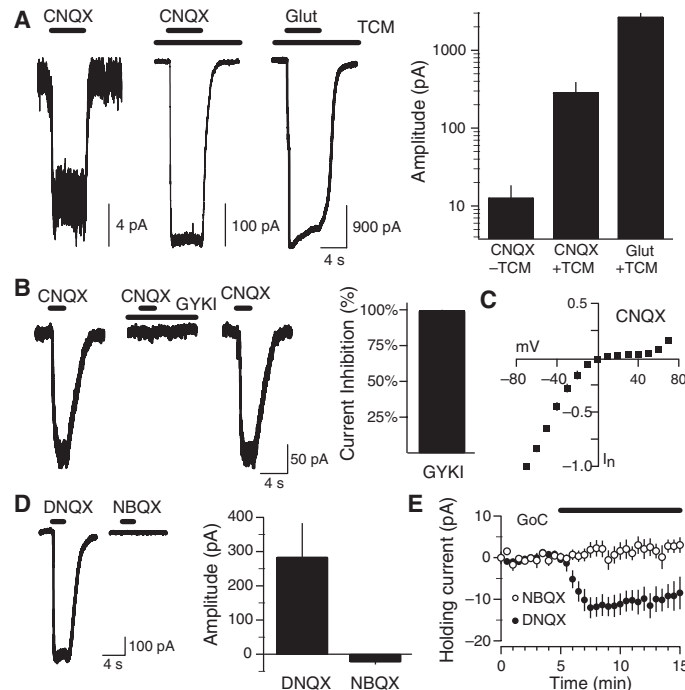 A
CNQX
CNQX
Glut
TCM
4 pA
100 pA
900 pA
4 s
Amplitude (pA)
1000
100
10
CNQX
–TCM
CNQX
+TCM
Glut
+TCM
B
CNQX
CNQX
GYKI
CNQX
50 pA
4 s
Current Inhibition (%)
100%
75%
50%
25%
GYKI
C
0.5
CNQX
mV
–80
–40
40
80
–0.5
–1.0
In
D
DNQX
NBQX
100 pA
4 s
Amplitude (pA)
400
300
200
100
0
DNQX
NBQX
E
GoC
Holding current (pA)
10
0
–10
–20
NBQX
DNQX
0
5
10
15
Time (min)